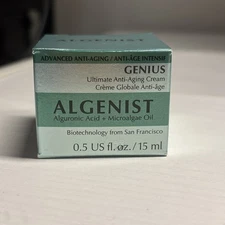 ADVANCED ANTI-AGING / ANTI-ÂGE INTENSIF
GENIUS
Ultimate Anti-Aging Cream
Crème Globale Anti-âge
ALGENIST
Alguronic Acid + Microalgae Oil
Biotechnology from San Francisco
0.5 US fl.oz./15 ml